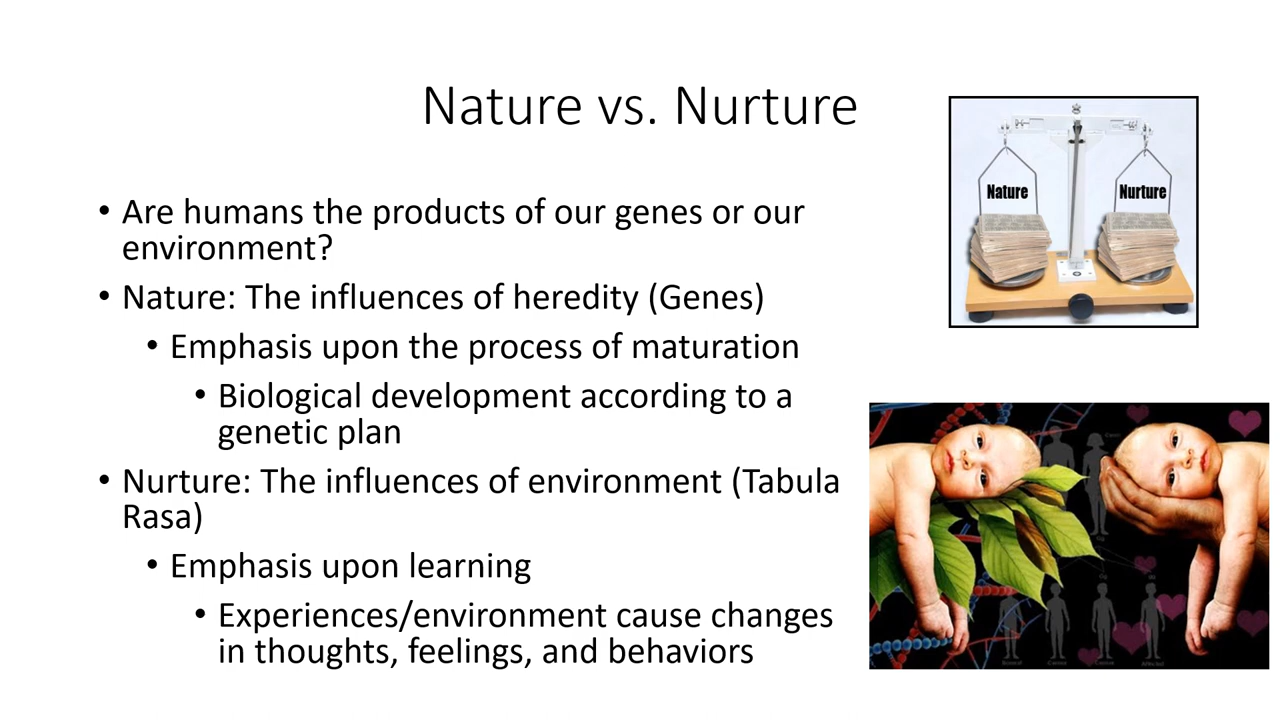 Nature vs. Nurture
Nature
Nurture
• Are humans the products of our genes or our
environment?
• Nature: The influences of heredity (Genes)
• Emphasis upon the process of maturation
• Biological development according to a
genetic plan
• Nurture: The influences of environment (Tabula
Rasa)
• Emphasis upon learning
• Experiences/environment cause changes
in thoughts, feelings, and behaviors